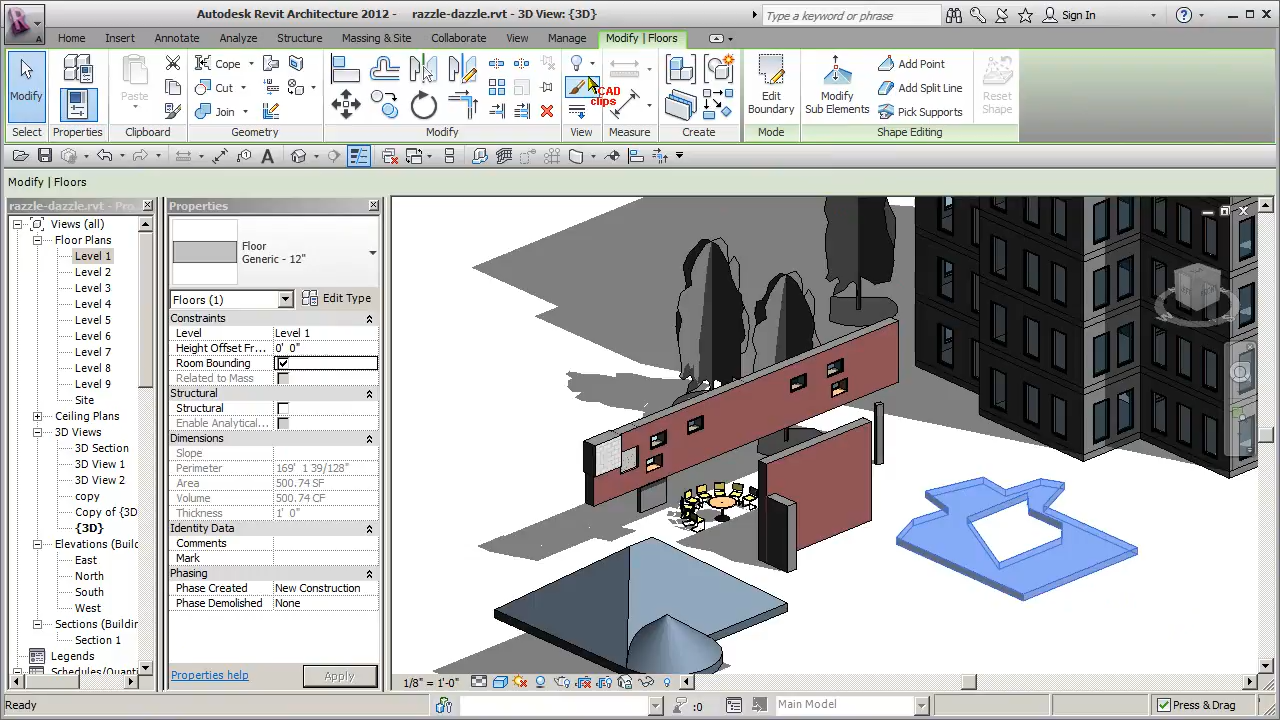 Autodesk Revit Architecture 2012 - razzle-dazzle.rvt - 3D View: {3D}
Type a keyword or phrase
Sign In
Home Insert Annotate Analyze Structure Massing & Site Collaborate View Manage Modify | Floors
Modify
Paste
Cope
Cut
Join
Edit Boundary
Modify Sub Elements
Add Point
Add Split Line
Pick Supports
Reset Shape
CAD clips
Select Properties Clipboard Geometry Modify View Measure Create Mode Shape Editing
Modify | Floors
razzle-dazzle.rvt - Pro...
Views (all)
Floor Plans
Level 1
Level 2
Level 3
Level 4
Level 5
Level 6
Level 7
Level 8
Level 9
Site
Ceiling Plans
3D Views
3D Section
3D View 1
3D View 2
copy
Copy of {3D
{3D}
Elevations (Build
East
North
South
West
Sections (Buildin
Section 1
Legends
Schedules/Quanti
Properties
Floor
Generic - 12"
Floors (1)
Edit Type
Constraints
Level Level 1
Height Offset Fr... 0' 0"
Room Bounding
Related to Mass
Structural
Structural
Enable Analytical...
Dimensions
Slope
Perimeter 169' 1 39/128"
Area 500.74 SF
Volume 500.74 CF
Thickness 1' 0"
Identity Data
Comments
Mark
Phasing
Phase Created New Construction
Phase Demolished None
Properties help
Apply
1/8" = 1'-0"
Ready
:0
Main Model
Press & Drag